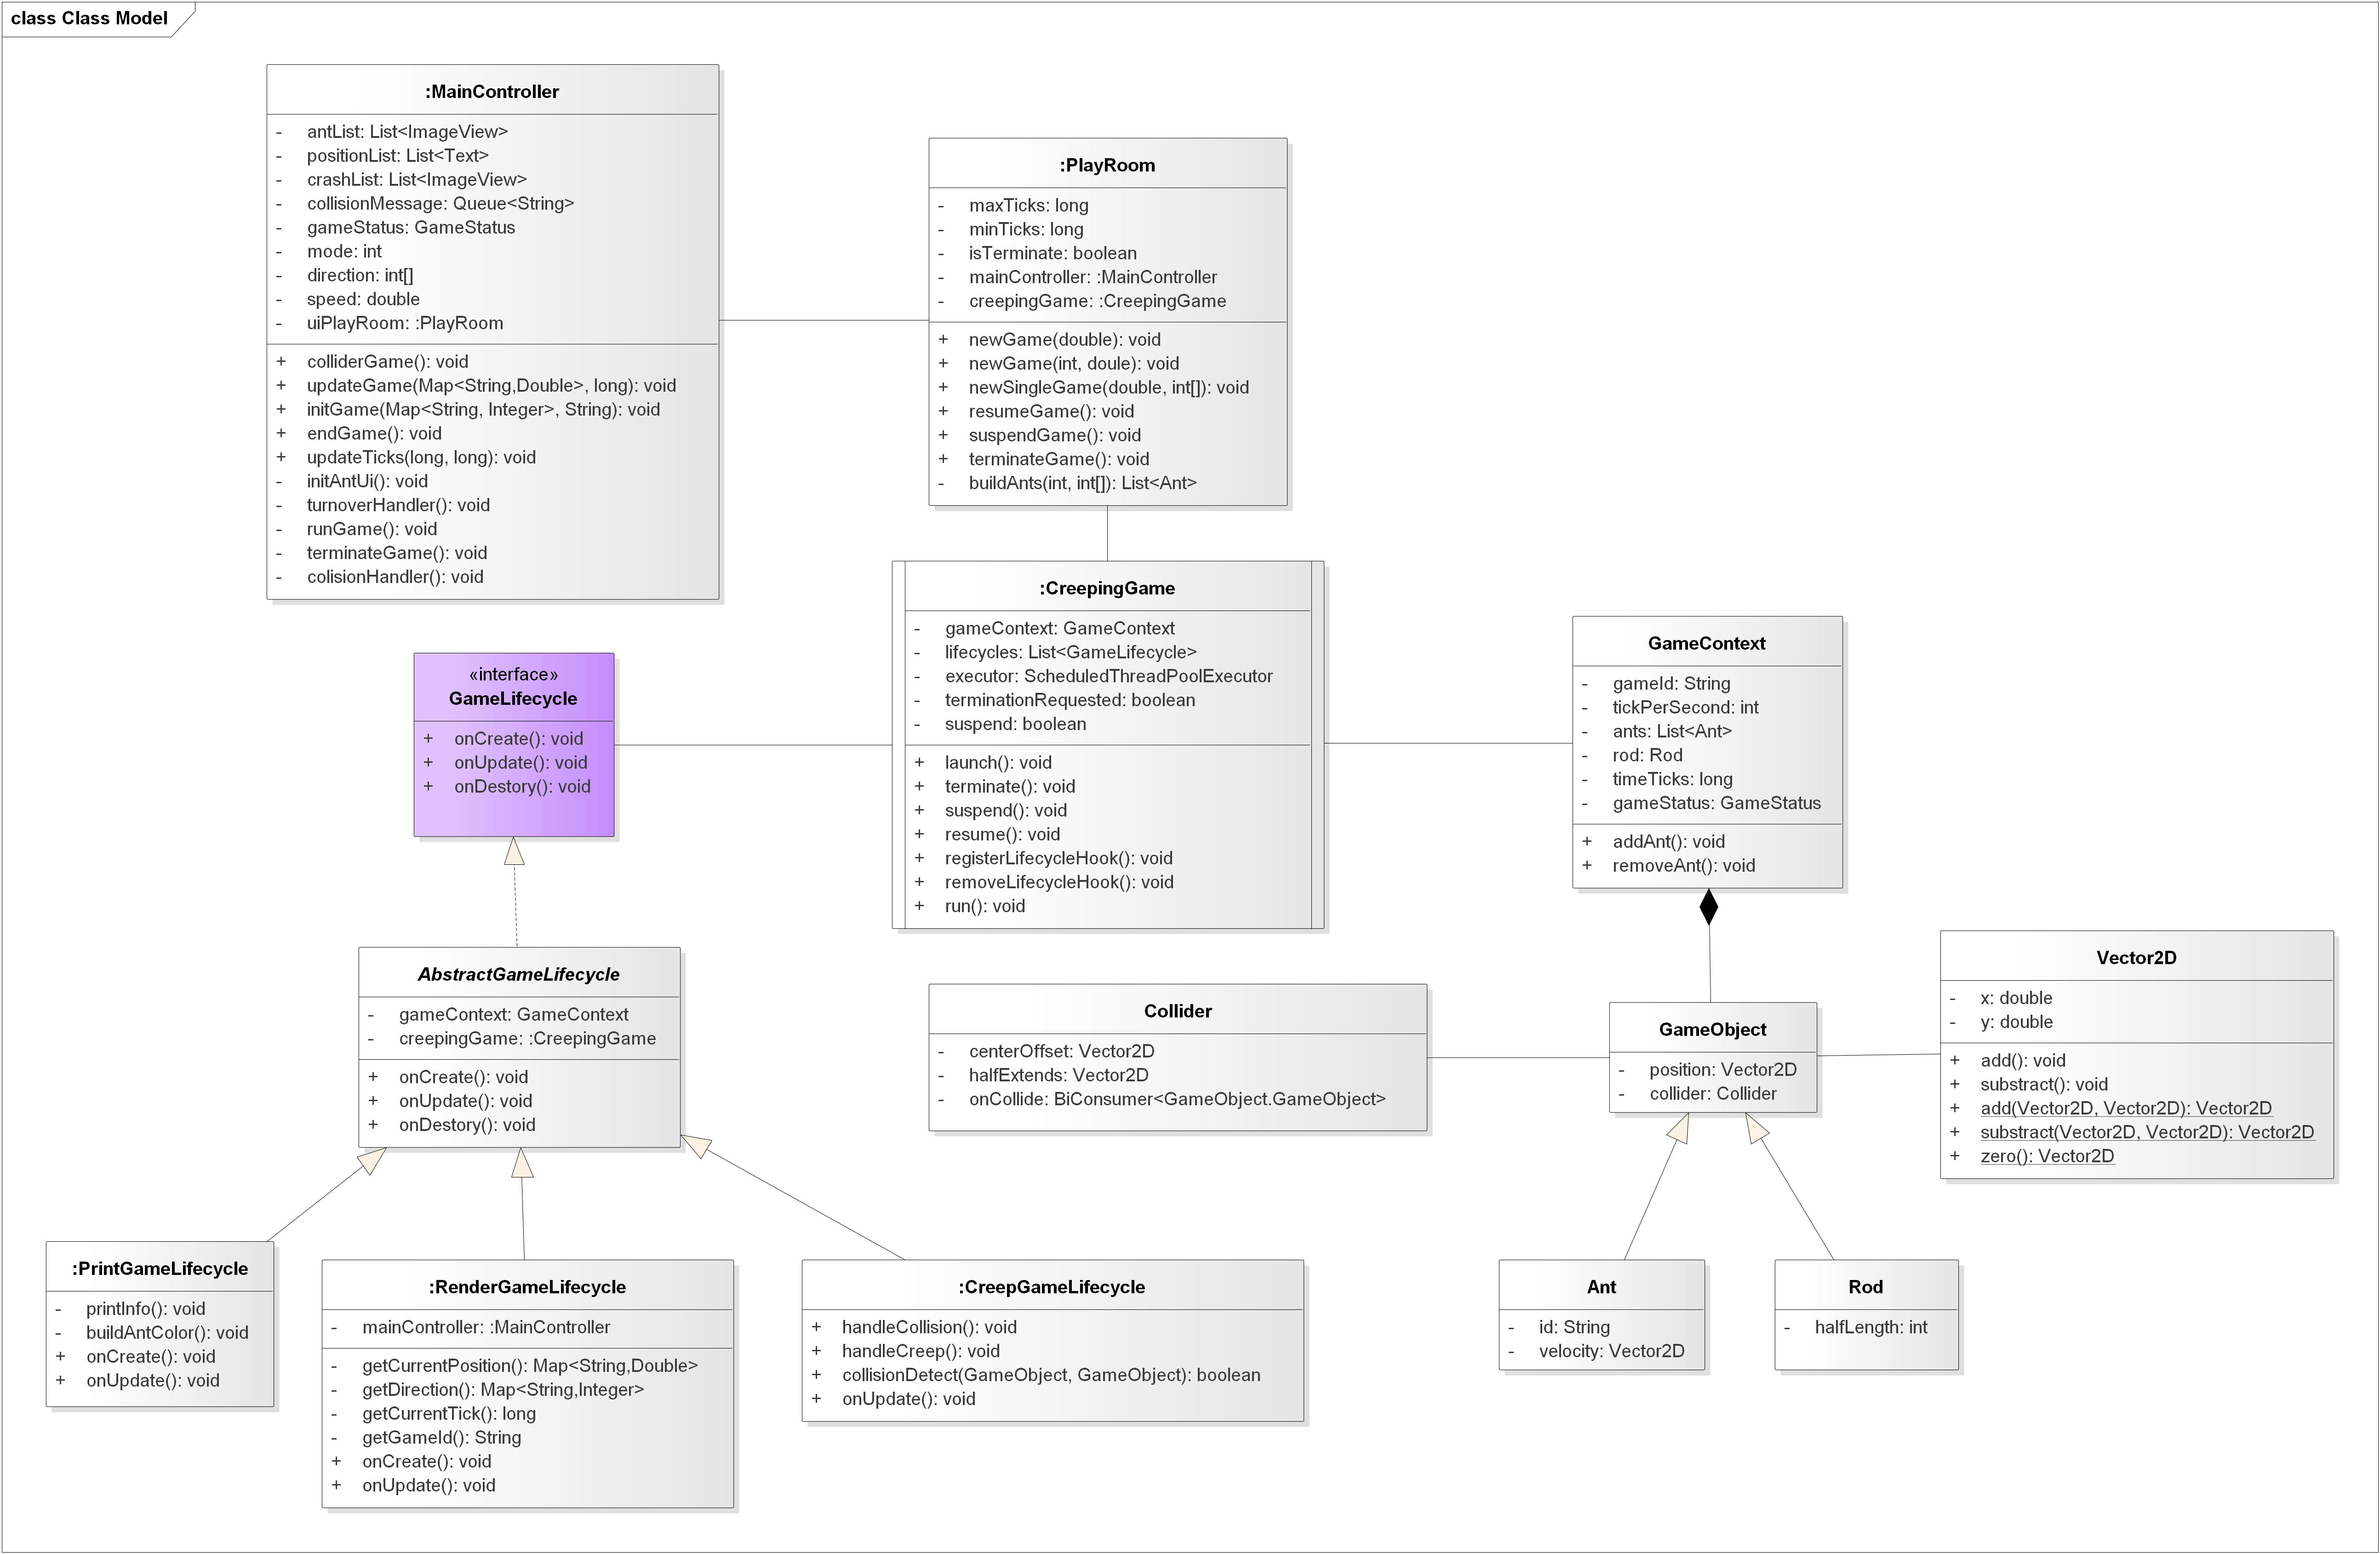 class Class Model
:MainController
- antList: List<ImageView>
- positionList: List<Text>
- crashList: List<ImageView>
- collisionMessage: Queue<String>
- gameStatus: GameStatus
- mode: int
- direction: int[]
- speed: double
- uiPlayRoom: :PlayRoom
+ colliderGame(): void
+ updateGame(Map<String,Double>, long): void
+ initGame(Map<String, Integer>, String): void
+ endGame(): void
+ updateTicks(long, long): void
- initAntUi(): void
- turnoverHandler(): void
- runGame(): void
- terminateGame(): void
- colisionHandler(): void
:PlayRoom
- maxTicks: long
- minTicks: long
- isTerminate: boolean
- mainController: :MainController
- creepingGame: :CreepingGame
+ newGame(double): void
+ newGame(int, doule): void
+ newSingleGame(double, int[]): void
+ resumeGame(): void
+ suspendGame(): void
+ terminateGame(): void
- buildAnts(int, int[]): List<Ant>
:CreepingGame
- gameContext: GameContext
- lifecycles: List<GameLifecycle>
- executor: ScheduledThreadPoolExecutor
- terminationRequested: boolean
- suspend: boolean
+ launch(): void
+ terminate(): void
+ suspend(): void
+ resume(): void
+ registerLifecycleHook(): void
+ removeLifecycleHook(): void
+ run(): void
GameContext
- gameId: String
- tickPerSecond: int
- ants: List<Ant>
- rod: Rod
- timeTicks: long
- gameStatus: GameStatus
+ addAnt(): void
+ removeAnt(): void
«interface»
GameLifecycle
+ onCreate(): void
+ onUpdate(): void
+ onDestory(): void
AbstractGameLifecycle
- gameContext: GameContext
- creepingGame: :CreepingGame
+ onCreate(): void
+ onUpdate(): void
+ onDestory(): void
Collider
- centerOffset: Vector2D
- halfExtends: Vector2D
- onCollide: BiConsumer<GameObject.GameObject>
GameObject
- position: Vector2D
- collider: Collider
Vector2D
- x: double
- y: double
+ add(): void
+ substract(): void
+ add(Vector2D, Vector2D): Vector2D
+ substract(Vector2D, Vector2D): Vector2D
+ zero(): Vector2D
:PrintGameLifecycle
- printInfo(): void
- buildAntColor(): void
+ onCreate(): void
+ onUpdate(): void
:RenderGameLifecycle
- mainController: :MainController
- getCurrentPosition(): Map<String,Double>
- getDirection(): Map<String,Integer>
- getCurrentTick(): long
- getGameId(): String
+ onCreate(): void
+ onUpdate(): void
:CreepGameLifecycle
+ handleCollision(): void
+ handleCreep(): void
+ collisionDetect(GameObject, GameObject): boolean
+ onUpdate(): void
Ant
- id: String
- velocity: Vector2D
Rod
- halfLength: int